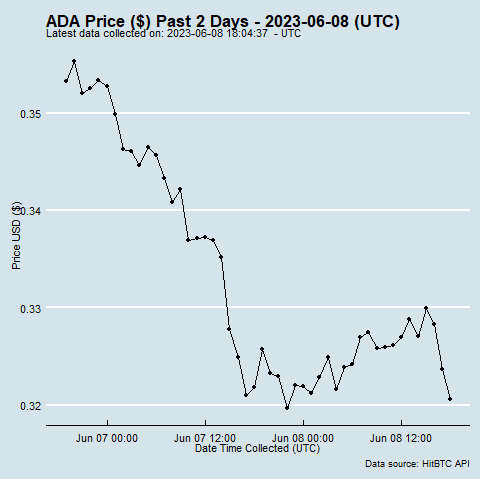 ADA Price ($) Past 2 Days - 2023-06-08 (UTC)
Latest data collected on: 2023-06-08 18:04:37 - UTC
0.35
0.34
0.33
0.32
Price USD ($)
Jun 07 00:00 Jun 07 12:00 Jun 08 00:00 Jun 08 12:00
Date Time Collected (UTC)
Data source: HitBTC API